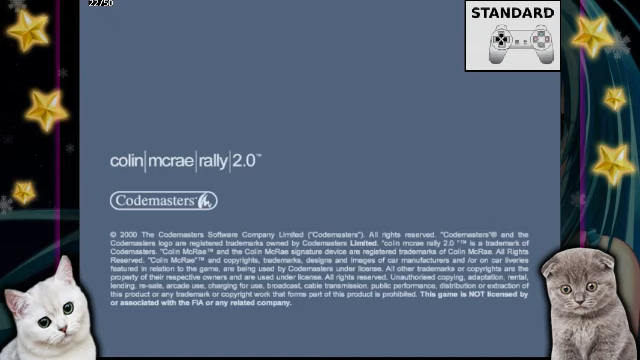 22/50
STANDARD
colin|mcrae|rally|2.0™
Codemasters
© 2000 The Codemasters Software Company Limited ("Codemasters"). All rights reserved. "Codemasters"® and the
Codemasters logo are registered trademarks owned by Codemasters Limited. "colin mcrae rally 2.0 "™ is a trademark of
Codemasters. "Colin McRae"™ and the Colin McRae signature device are registered trademarks of Colin McRae. All Rights
Reserved. "Colin McRae"™ and copyrights, trademarks, designs and images of car manufacturers and /or on car liveries
featured in relation to the game, are being used by Codemasters under license. All other trademarks or copyrights are the
property of their respective owners and are used under license. All rights reserved. Unauthorised copying, adaptation, rental,
lending, re-sale, arcade use, charging for use, broadcast, cable transmission, public performance, distribution or extraction of
this product or any trademark or copyright work that forms part of this product is prohibited. This game is NOT licensed by
or associated with the FIA or any related company.